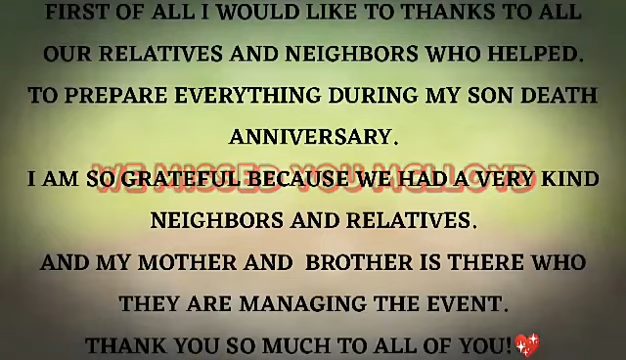 FIRST OF ALL I WOULD LIKE TO THANKS TO ALL
OUR RELATIVES AND NEIGHBORS WHO HELPED.
TO PREPARE EVERYTHING DURING MY SON DEATH
ANNIVERSARY.
WE MISSED YOU MCLLOYD
I AM SO GRATEFUL BECAUSE WE HAD A VERY KIND
NEIGHBORS AND RELATIVES.
AND MY MOTHER AND BROTHER IS THERE WHO
THEY ARE MANAGING THE EVENT.
THANK YOU SO MUCH TO ALL OF YOU!💖